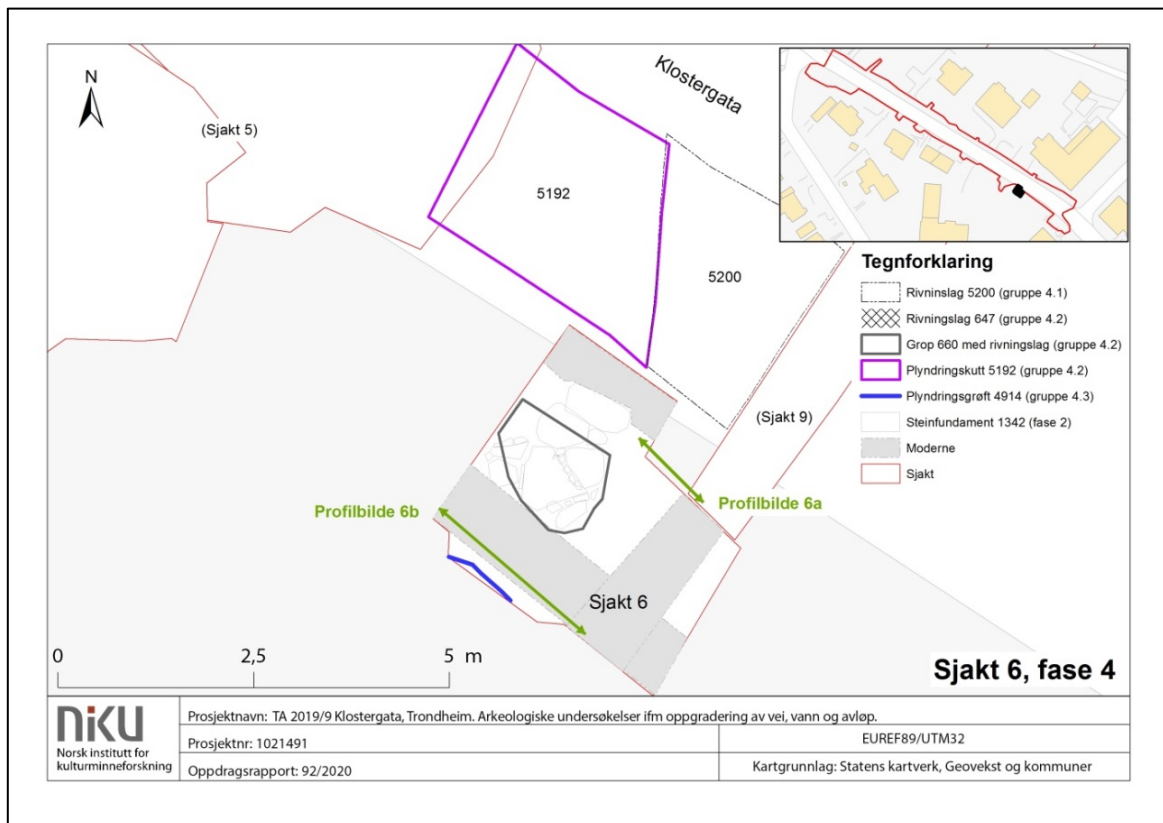 N
(Sjakt 5)
Klostergata
5192
5200
Tegnforklaring
Rivninslag 5200 (gruppe 4.1)
Rivningslag 647 (gruppe 4.2)
Grop 660 med rivningslag (gruppe 4.2)
Plyndringskutt 5192 (gruppe 4.2)
Plyndringsgrøft 4914 (gruppe 4.3)
Steinfundament 1342 (fase 2)
Moderne
Sjakt
(Sjakt 9)
Profilbilde 6a
Profilbilde 6b
Sjakt 6
0 2,5 5 m
Sjakt 6, fase 4
NIKU
Norsk institutt for
kulturminneforskning
Prosjektnavn: TA 2019/9 Klostergata, Trondheim. Arkeologiske undersøkelser ifm oppgradering av vei, vann og avløp.
Prosjektnr: 1021491
EUREF89/UTM32
Oppdragsrapport: 92/2020
Kartgrunnlag: Statens kartverk, Geovekst og kommuner